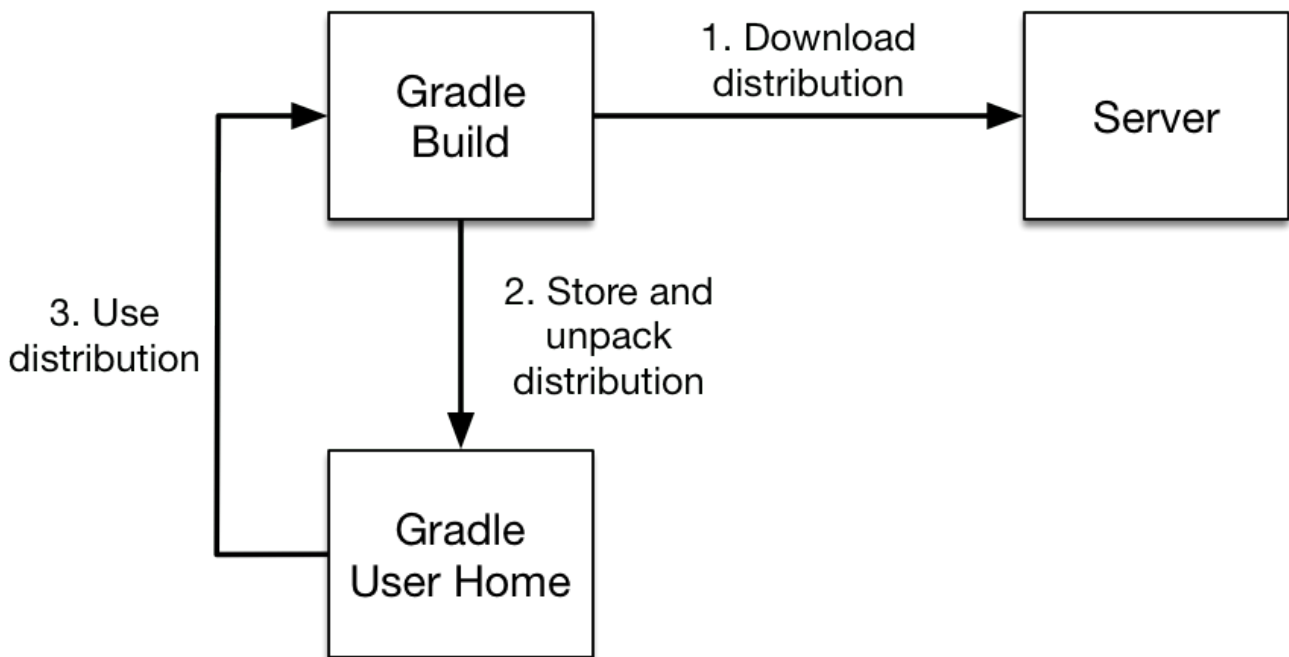 Gradle
Build
1. Download
distribution
Server
2. Store and
unpack
distribution
3. Use
distribution
Gradle
User Home